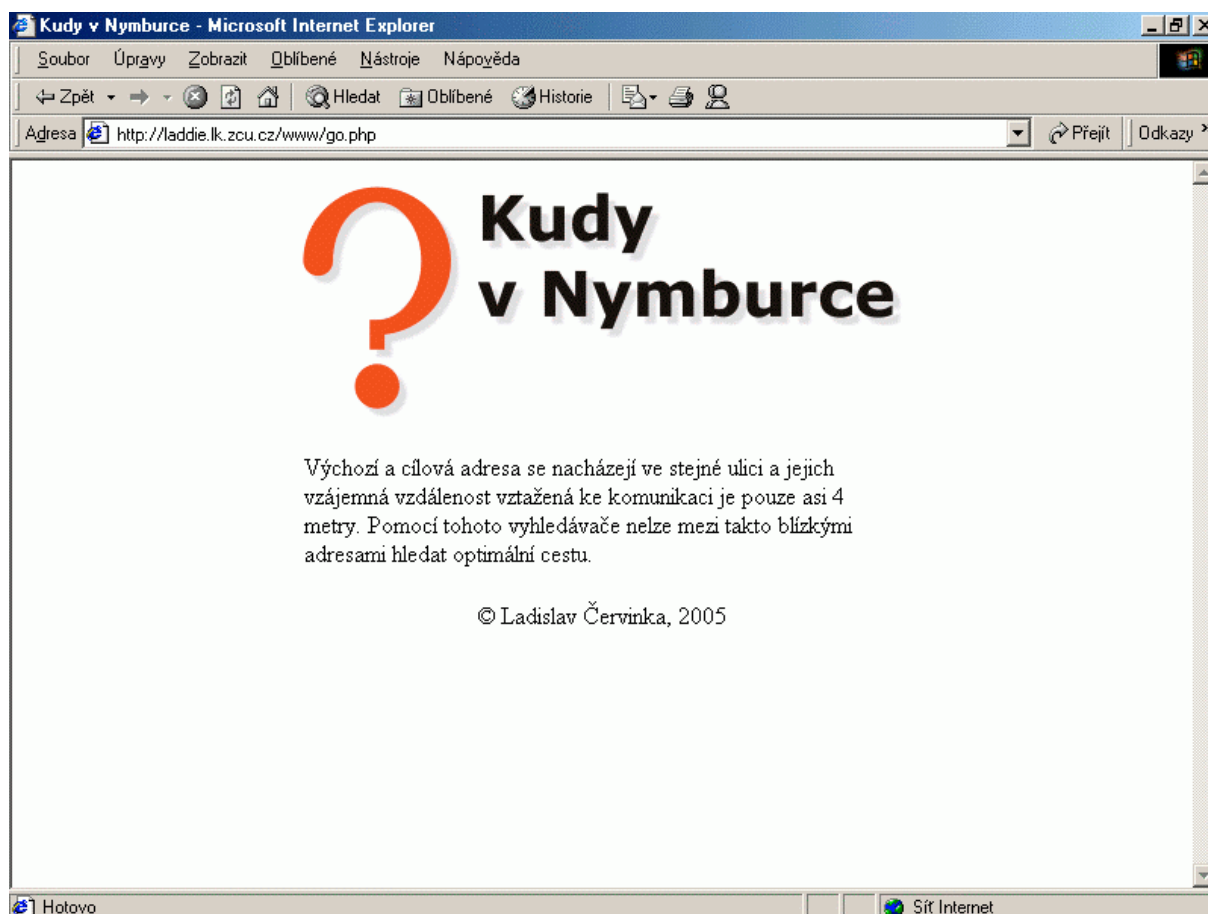 Kudy v Nymburce - Microsoft Internet Explorer
Soubor Úpravy Zobrazit Oblíbené Nástroje Nápověda
Zpět Hledat Oblíbené Historie
Adresa http://laddie.lk.zcu.cz/www/go.php Přejít Odkazy
? Kudy
v Nymburce
Výchozí a cílová adresa se nacházejí ve stejné ulici a jejich
vzájemná vzdálenost vztažená ke komunikaci je pouze asi 4
metry. Pomocí tohoto vyhledávače nelze mezi takto blízkými
adresami hledat optimální cestu.
© Ladislav Červinka, 2005
Hotovo Síť Internet